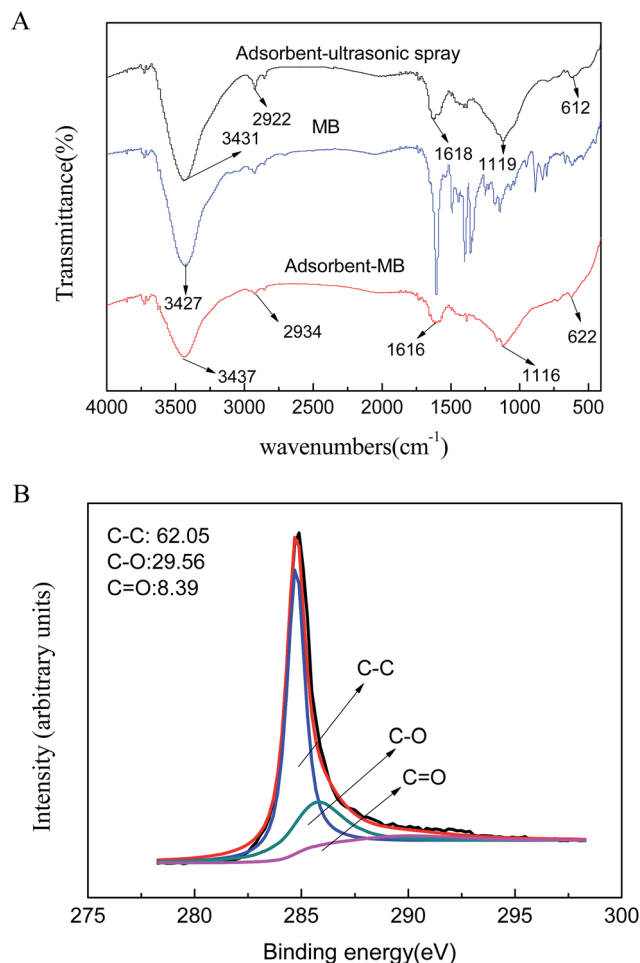 A
Adsorbent-ultrasonic spray
2922
612
3431
MB
1618
1119
Transmittance(%)
Adsorbent-MB
3427
2934
1616
622
3437
1116
4000 3500 3000 2500 2000 1500 1000 500
wavenumbers(cm⁻¹)
B
C-C: 62.05
C-O:29.56
C=O:8.39
C-C
C-O
C=O
Intensity (arbitrary units)
275 280 285 290 295 300
Binding energy(eV)